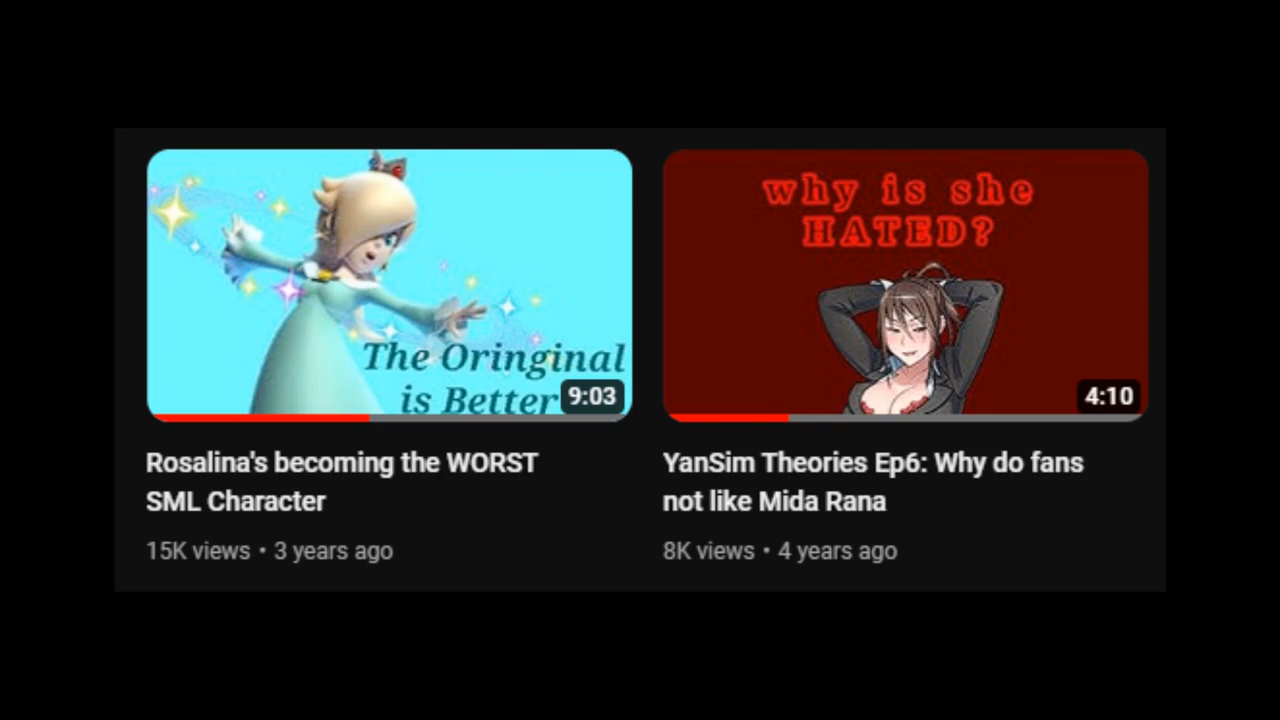 The Oringinal
is Better
9:03
Rosalina's becoming the WORST
SML Character
15K views • 3 years ago
why is she
HATED?
4:10
YanSim Theories Ep6: Why do fans
not like Mida Rana
8K views • 4 years ago